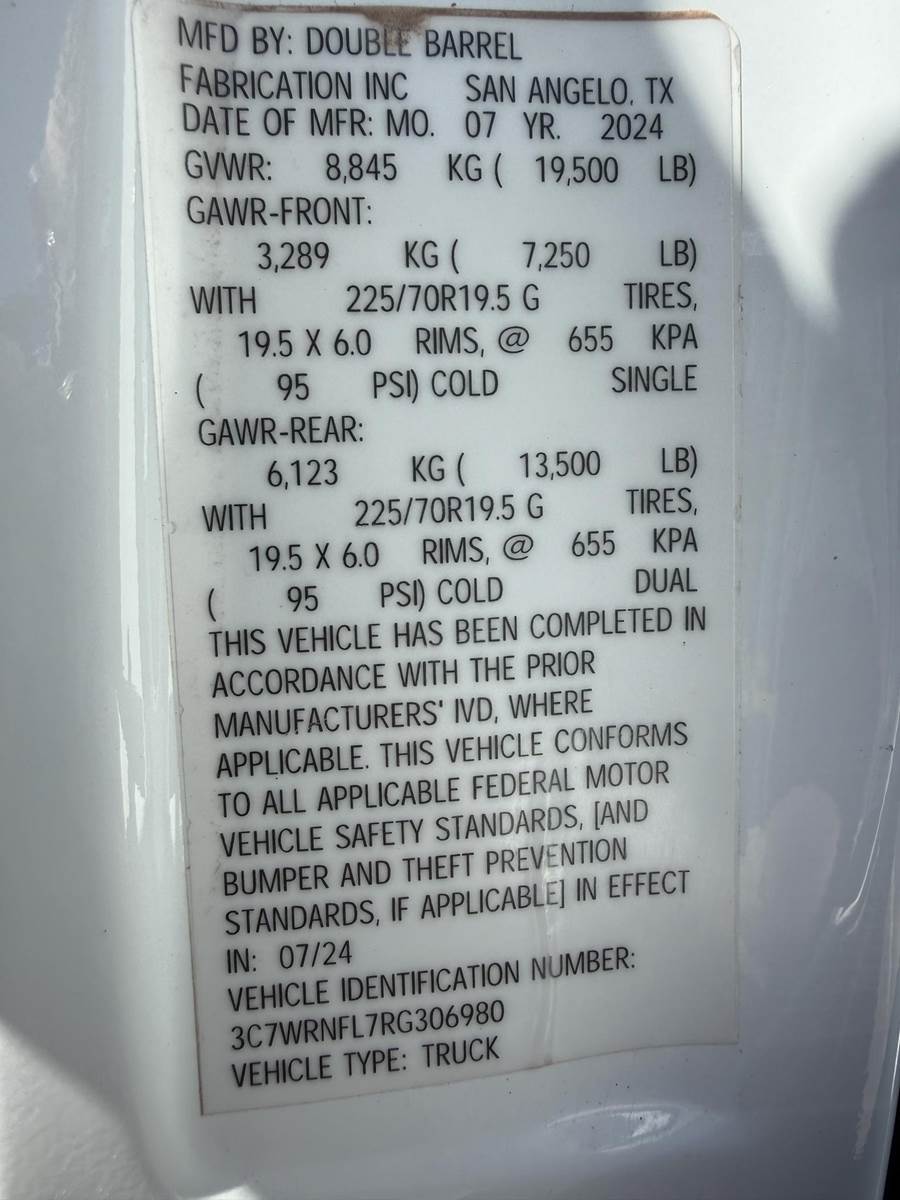 MFD BY: DOUBLE BARREL
FABRICATION INC SAN ANGELO, TX
DATE OF MFR: MO. 07 YR. 2024
GVWR: 8,845 KG ( 19,500 LB)
GAWR-FRONT:
3,289 KG ( 7,250 LB)
WITH 225/70R19.5 G TIRES,
19.5 X 6.0 RIMS, @ 655 KPA
( 95 PSI) COLD SINGLE
GAWR-REAR:
6,123 KG ( 13,500 LB)
WITH 225/70R19.5 G TIRES,
19.5 X 6.0 RIMS, @ 655 KPA
( 95 PSI) COLD DUAL
THIS VEHICLE HAS BEEN COMPLETED IN
ACCORDANCE WITH THE PRIOR
MANUFACTURERS' IVD, WHERE
APPLICABLE. THIS VEHICLE CONFORMS
TO ALL APPLICABLE FEDERAL MOTOR
VEHICLE SAFETY STANDARDS, [AND
BUMPER AND THEFT PREVENTION
STANDARDS, IF APPLICABLE] IN EFFECT
IN: 07/24
VEHICLE IDENTIFICATION NUMBER:
3C7WRNFL7RG306980
VEHICLE TYPE: TRUCK